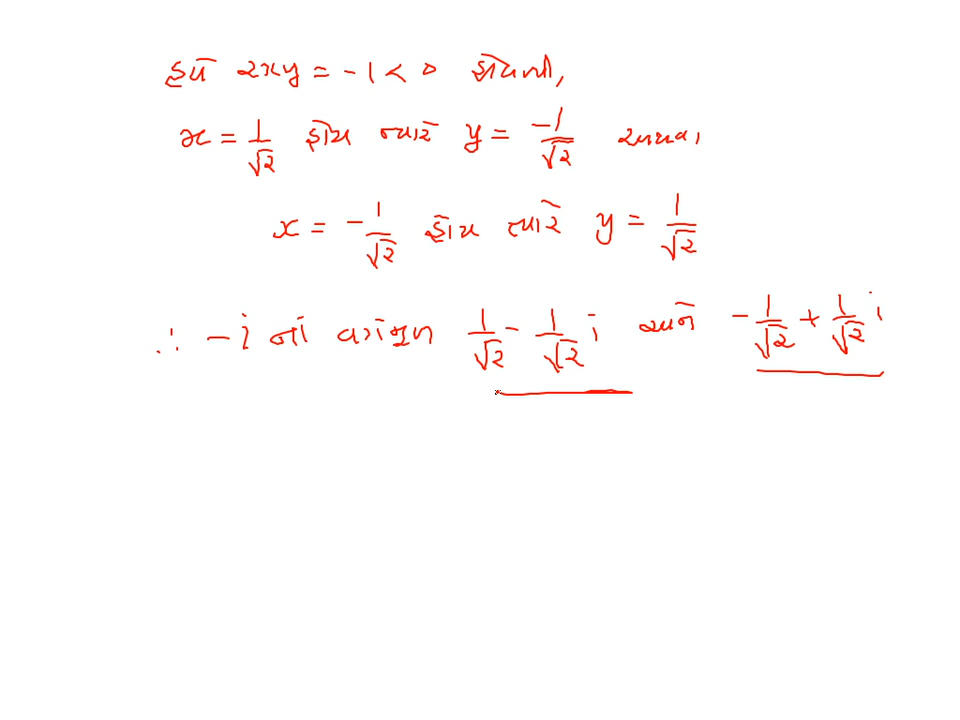 હવે 2xy = -1 < 0 હોવાથી,
x = 1/√2 હોય ત્યારે y = -1/√2 અથવા
x = -1/√2 હોય ત્યારે y = 1/√2
∴ -i નાં વર્ગમૂળ 1/√2 - 1/√2 i અને -1/√2 + 1/√2 i